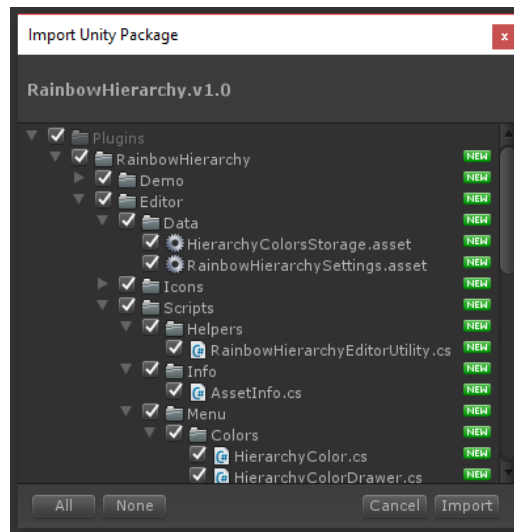 Import Unity Package
x
RainbowHierarchy.v1.0
Plugins
RainbowHierarchy NEW
Demo NEW
Editor NEW
Data NEW
HierarchyColorsStorage.asset NEW
RainbowHierarchySettings.asset NEW
Icons NEW
Scripts NEW
Helpers NEW
C# RainbowHierarchyEditorUtility.cs NEW
Info NEW
C# AssetInfo.cs NEW
Menu NEW
Colors NEW
C# HierarchyColor.cs NEW
C# HierarchyColorDrawer.cs NEW
All None Cancel Import